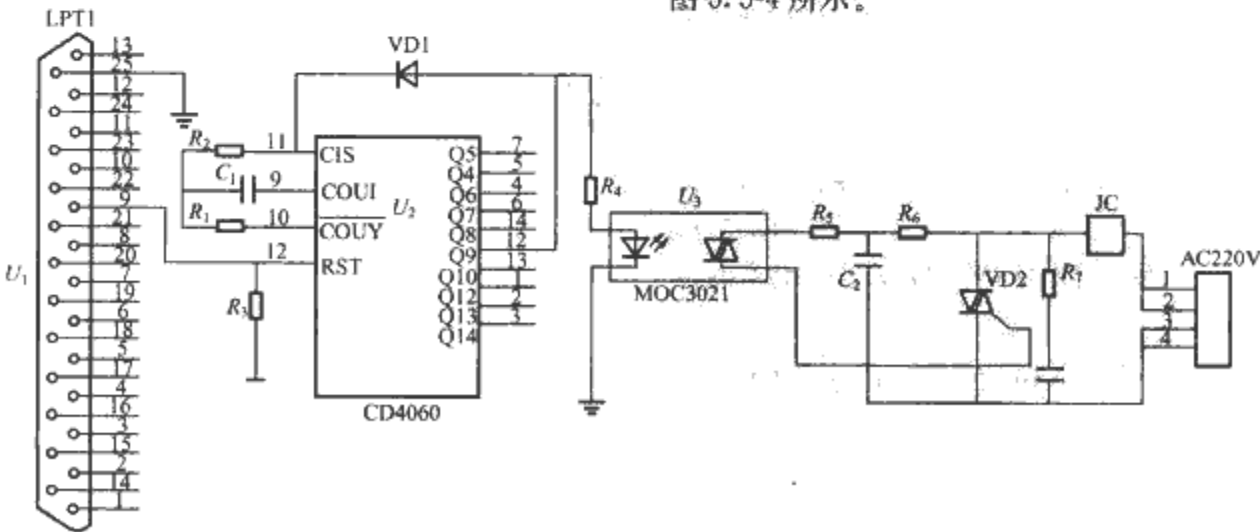 图 所示。
LPT1
13
25
12
24
11
23
10
22
9
21
8
20
7
19
6
18
5
17
4
16
3
15
2
14
1
U₁
VD1
R₂
11
C₁
9
R₁
10
12
R₃
CIS
COUI
COUY
RST
U₂
CD4060
Q5
Q4
Q6
Q7
Q8
Q9
Q10
Q12
Q13
Q14
7
5
4
6
14
12
13
1
2
3
R₄
U₃
MOC3021
R₅
R₆
C₂
VD2
R₇
JC
AC220V
1
2
3
4